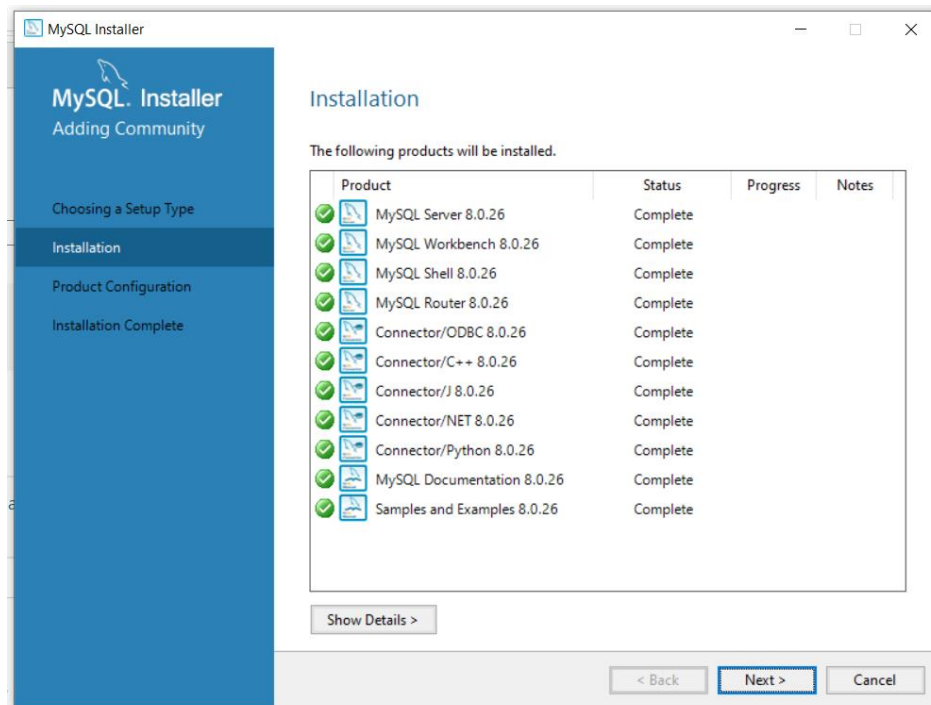 MySQL Installer
MySQL. Installer
Adding Community
Choosing a Setup Type
Installation
Product Configuration
Installation Complete
Installation
The following products will be installed.
Product Status Progress Notes
MySQL Server 8.0.26 Complete
MySQL Workbench 8.0.26 Complete
MySQL Shell 8.0.26 Complete
MySQL Router 8.0.26 Complete
Connector/ODBC 8.0.26 Complete
Connector/C++ 8.0.26 Complete
Connector/J 8.0.26 Complete
Connector/NET 8.0.26 Complete
Connector/Python 8.0.26 Complete
MySQL Documentation 8.0.26 Complete
Samples and Examples 8.0.26 Complete
Show Details >
< Back Next > Cancel